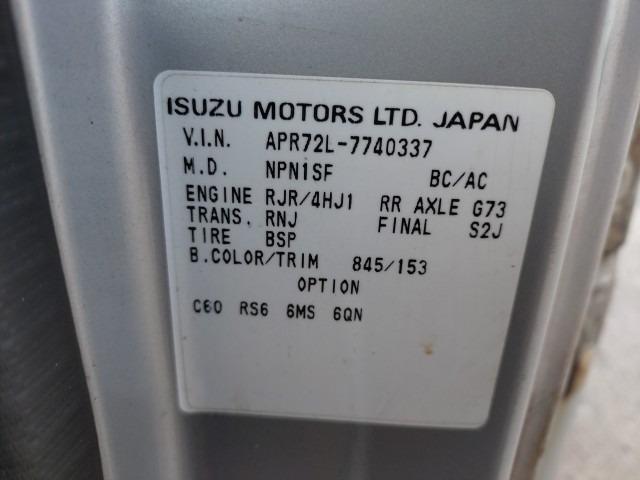 ISUZU MOTORS LTD. JAPAN
V.I.N. APR72L-7740337
M.D. NPN1SF BC/AC
ENGINE RJR/4HJ1 RR AXLE G73
TRANS. RNJ FINAL S2J
TIRE BSP
B.COLOR/TRIM 845/153
OPTION
C60 RS6 6MS 6QN